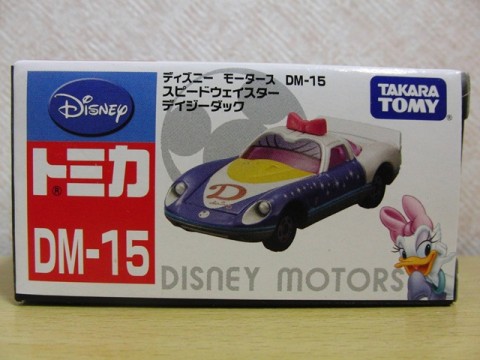 Disney
ディズニー モータース DM-15
スピードウェイスター
デイジーダック
TAKARA
TOMY
トミカ
®
DM-15
D
DISNEY MOTORS